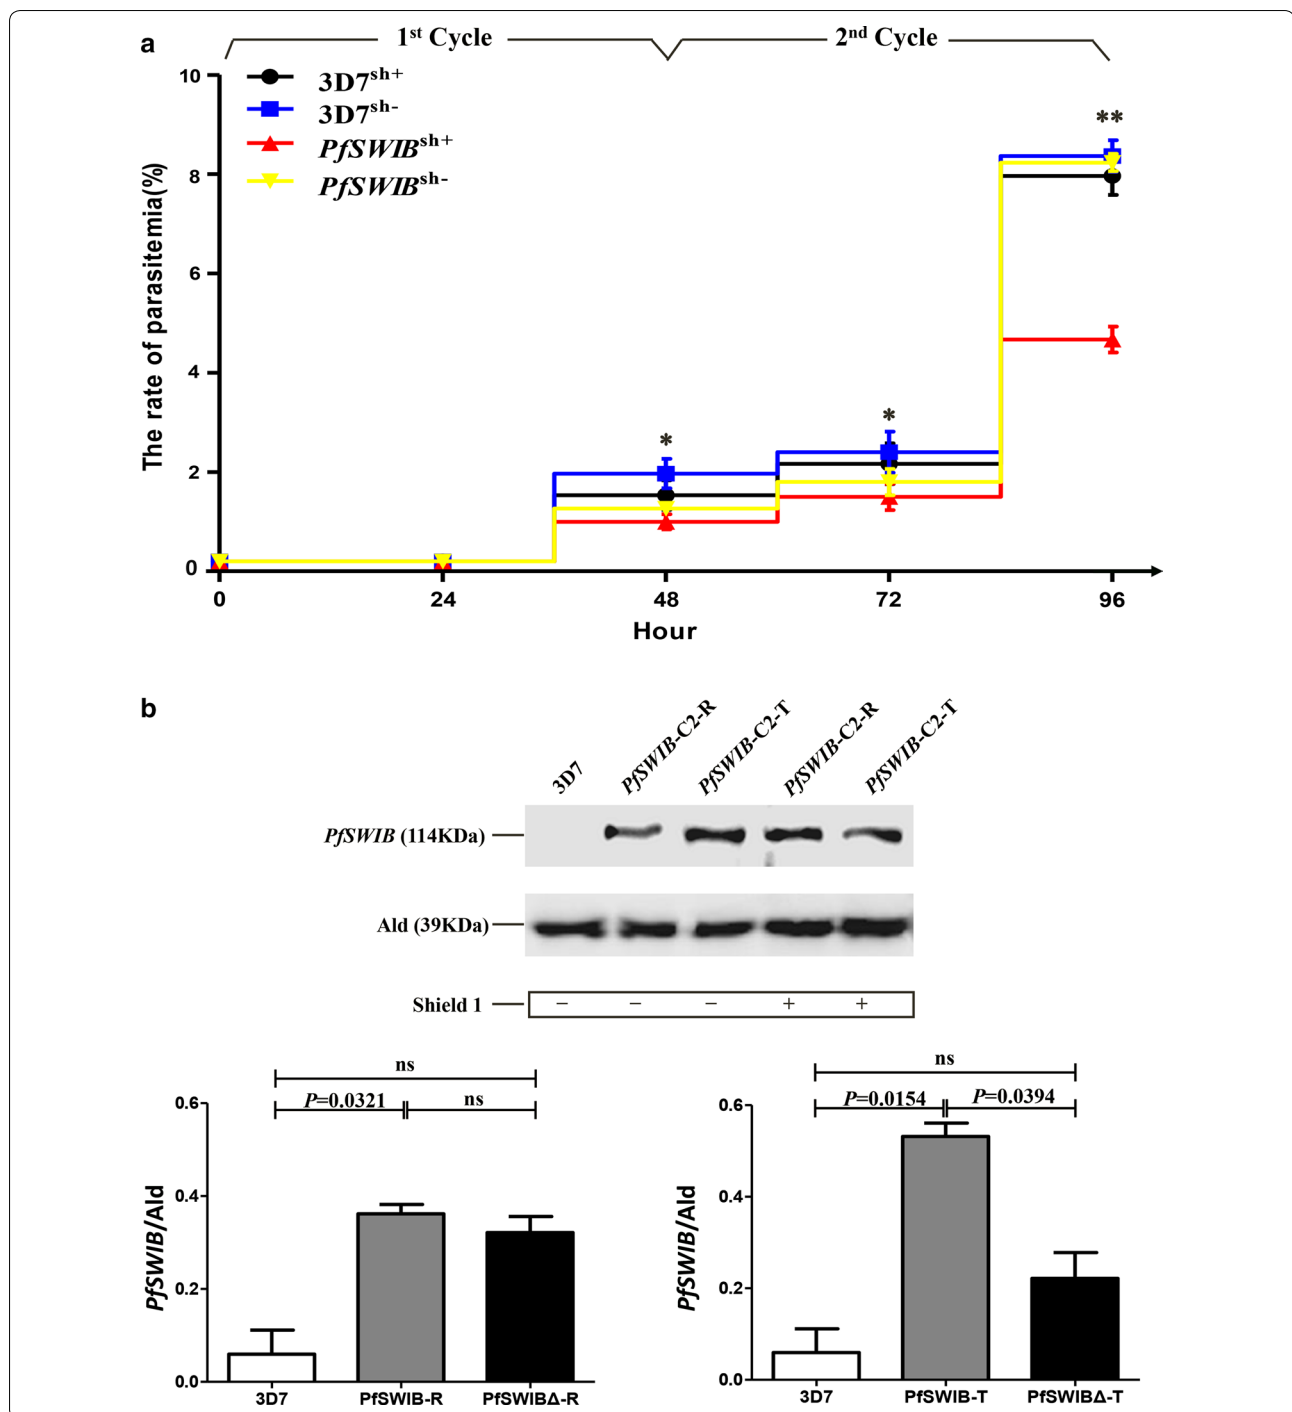 a
1st Cycle
2nd Cycle
3D7sh+
3D7sh-
PfSWIBsh+
PfSWIBsh-
The rate of parasitemia(%)
10
8
6
4
2
0
*
*
**
0 24 48 72 96
Hour
b
3D7
PfSWIB-C2-R
PfSWIB-C2-T
PfSWIB-C2-R
PfSWIB-C2-T
PfSWIB (114KDa)
Ald (39KDa)
Shield 1 − − − + +
ns
P=0.0321
ns
PfSWIB/Ald
0.6
0.4
0.2
0.0
3D7 PfSWIB-R PfSWIBΔ-R
ns
P=0.0154
P=0.0394
PfSWIB/Ald
0.6
0.4
0.2
0.0
3D7 PfSWIB-T PfSWIBΔ-T